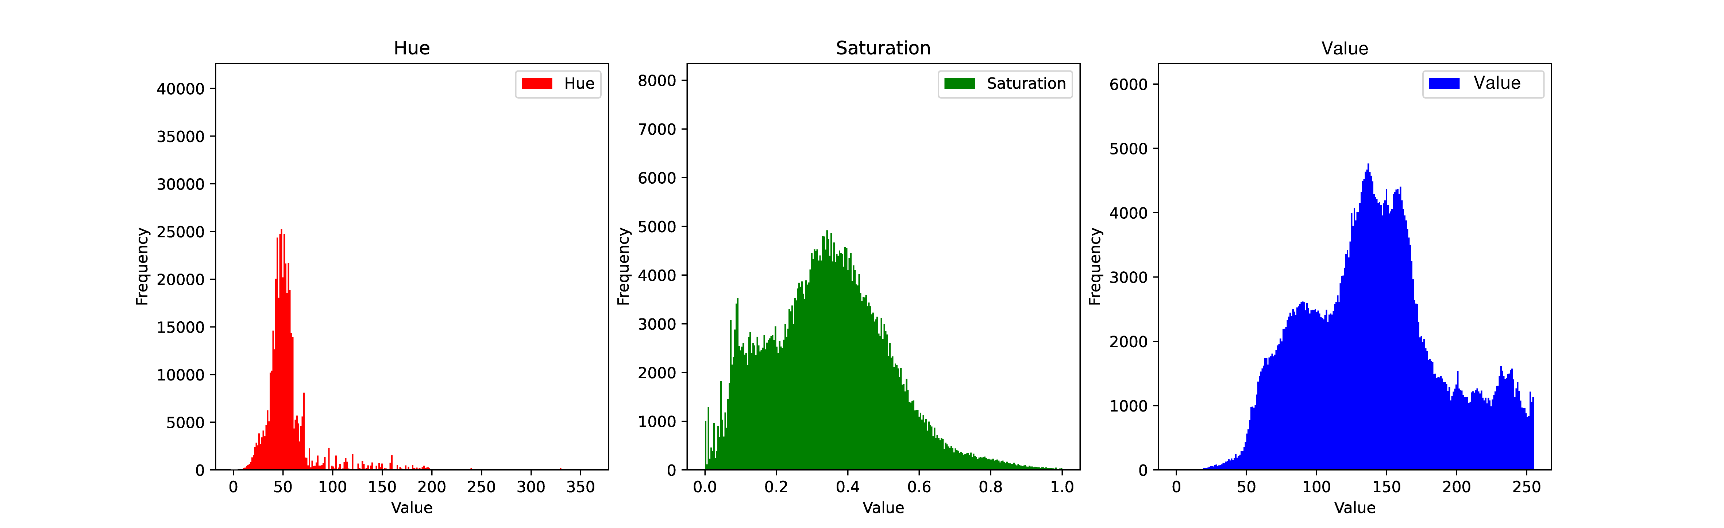 Hue
Hue
40000
35000
30000
25000
20000
15000
10000
5000
0
Frequency
0 50 100 150 200 250 300 350
Value
Saturation
Saturation
8000
7000
6000
5000
4000
3000
2000
1000
0
Frequency
0.0 0.2 0.4 0.6 0.8 1.0
Value
Value
Value
6000
5000
4000
3000
2000
1000
0
Frequency
0 50 100 150 200 250
Value